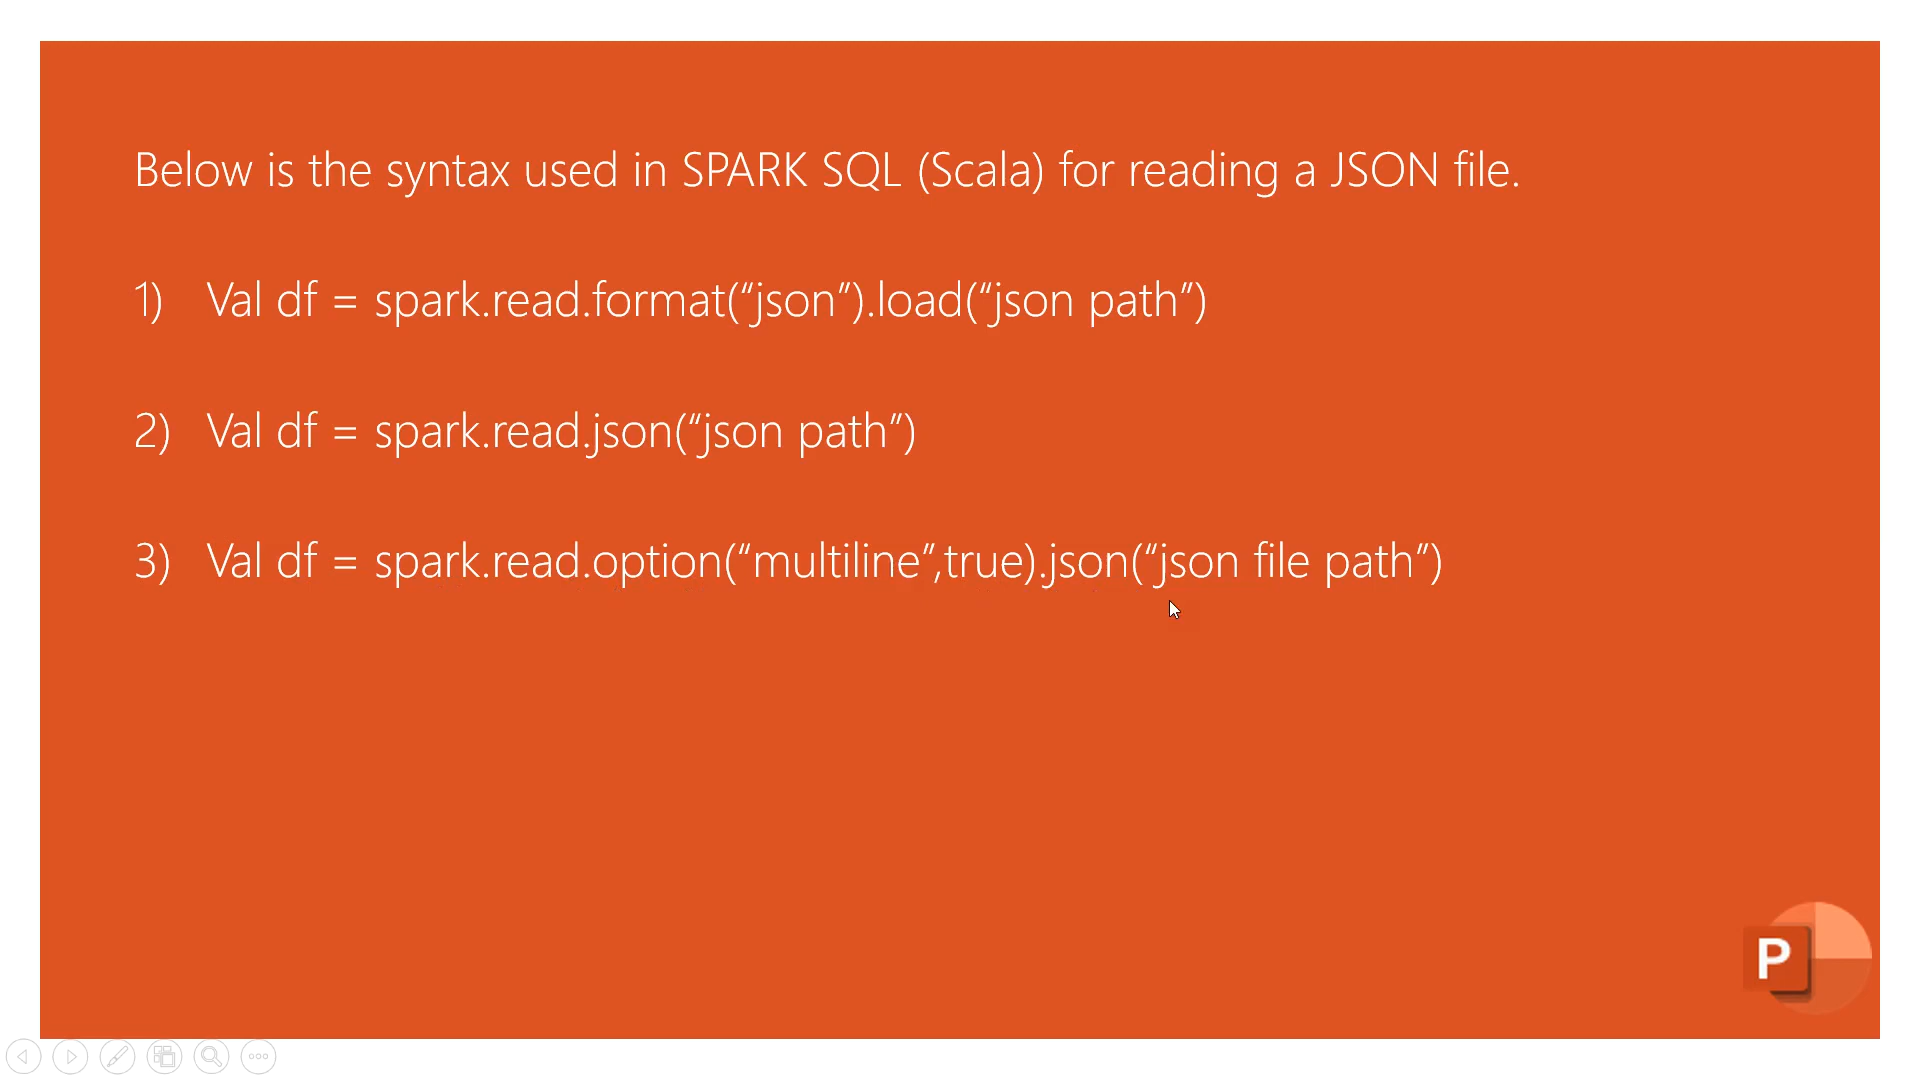 Below is the syntax used in SPARK SQL (Scala) for reading a JSON file.
1) Val df = spark.read.format(“json”).load(“json path”)
2) Val df = spark.read.json(“json path”)
3) Val df = spark.read.option(“multiline”,true).json(“json file path”)
P